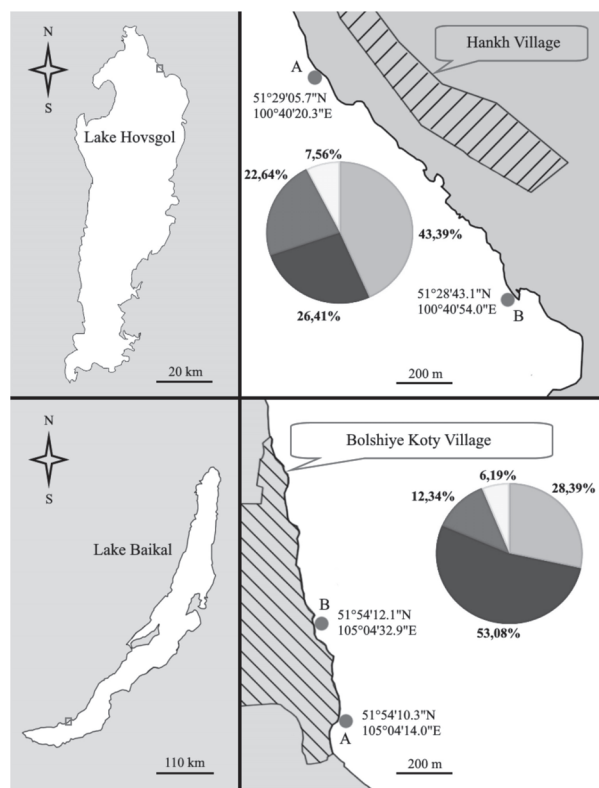 N
S
Lake Hovsgol
20 km
Hankh Village
A
51°29'05.7"N
100°40'20.3"E
7,56%
22,64%
43,39%
26,41%
51°28'43.1"N
100°40'54.0"E
B
200 m
N
S
Lake Baikal
110 km
Bolshiye Koty Village
6,19%
12,34%
28,39%
53,08%
B
51°54'12.1"N
105°04'32.9"E
51°54'10.3"N
105°04'14.0"E
A
200 m